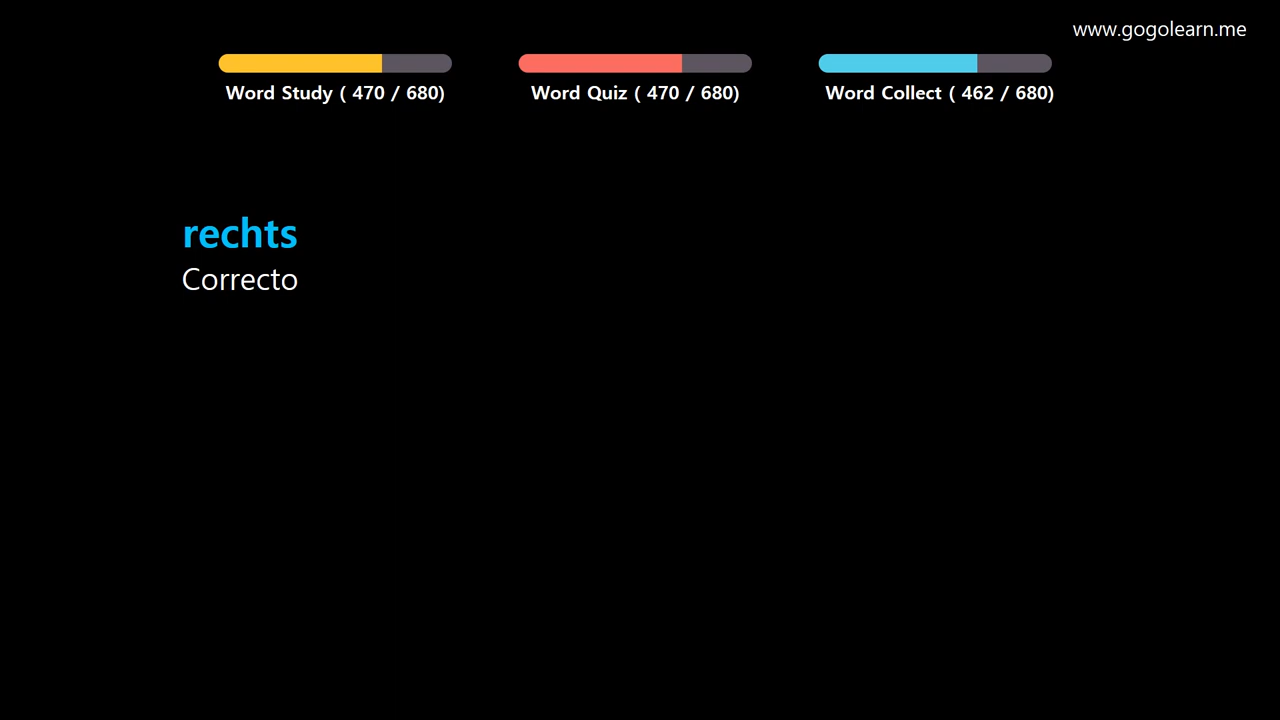 www.gogolearn.me
Word Study ( 470 / 680)
Word Quiz ( 470 / 680)
Word Collect ( 462 / 680)
rechts
Correcto